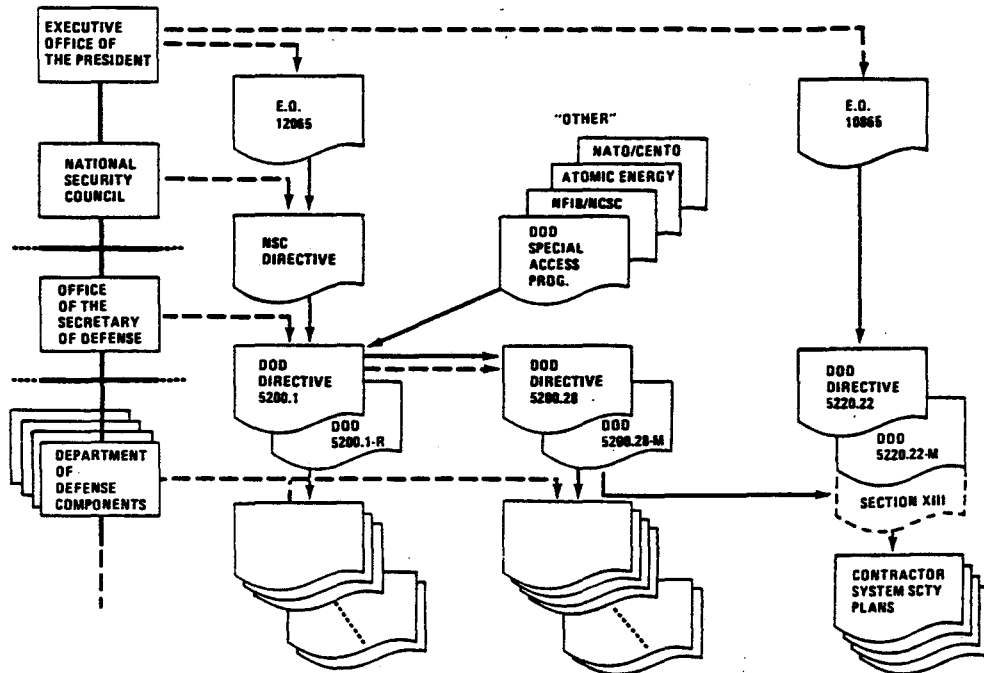 EXECUTIVE
OFFICE OF
THE PRESIDENT
E.O.
12065
E.O.
10865
"OTHER"
NATO/CENTO
ATOMIC ENERGY
NFIB/NCSC
DOD
SPECIAL
ACCESS
PROG.
NATIONAL
SECURITY
COUNCIL
NSC
DIRECTIVE
OFFICE
OF THE
SECRETARY
OF DEFENSE
DOD
DIRECTIVE
5200.1
DOD
5200.1-R
DOD
DIRECTIVE
5200.28
DOD
5200.28-M
DOD
DIRECTIVE
5220.22
DOD
5220.22-M
SECTION XIII
DEPARTMENT
OF
DEFENSE
COMPONENTS
CONTRACTOR
SYSTEM SCTY
PLANS